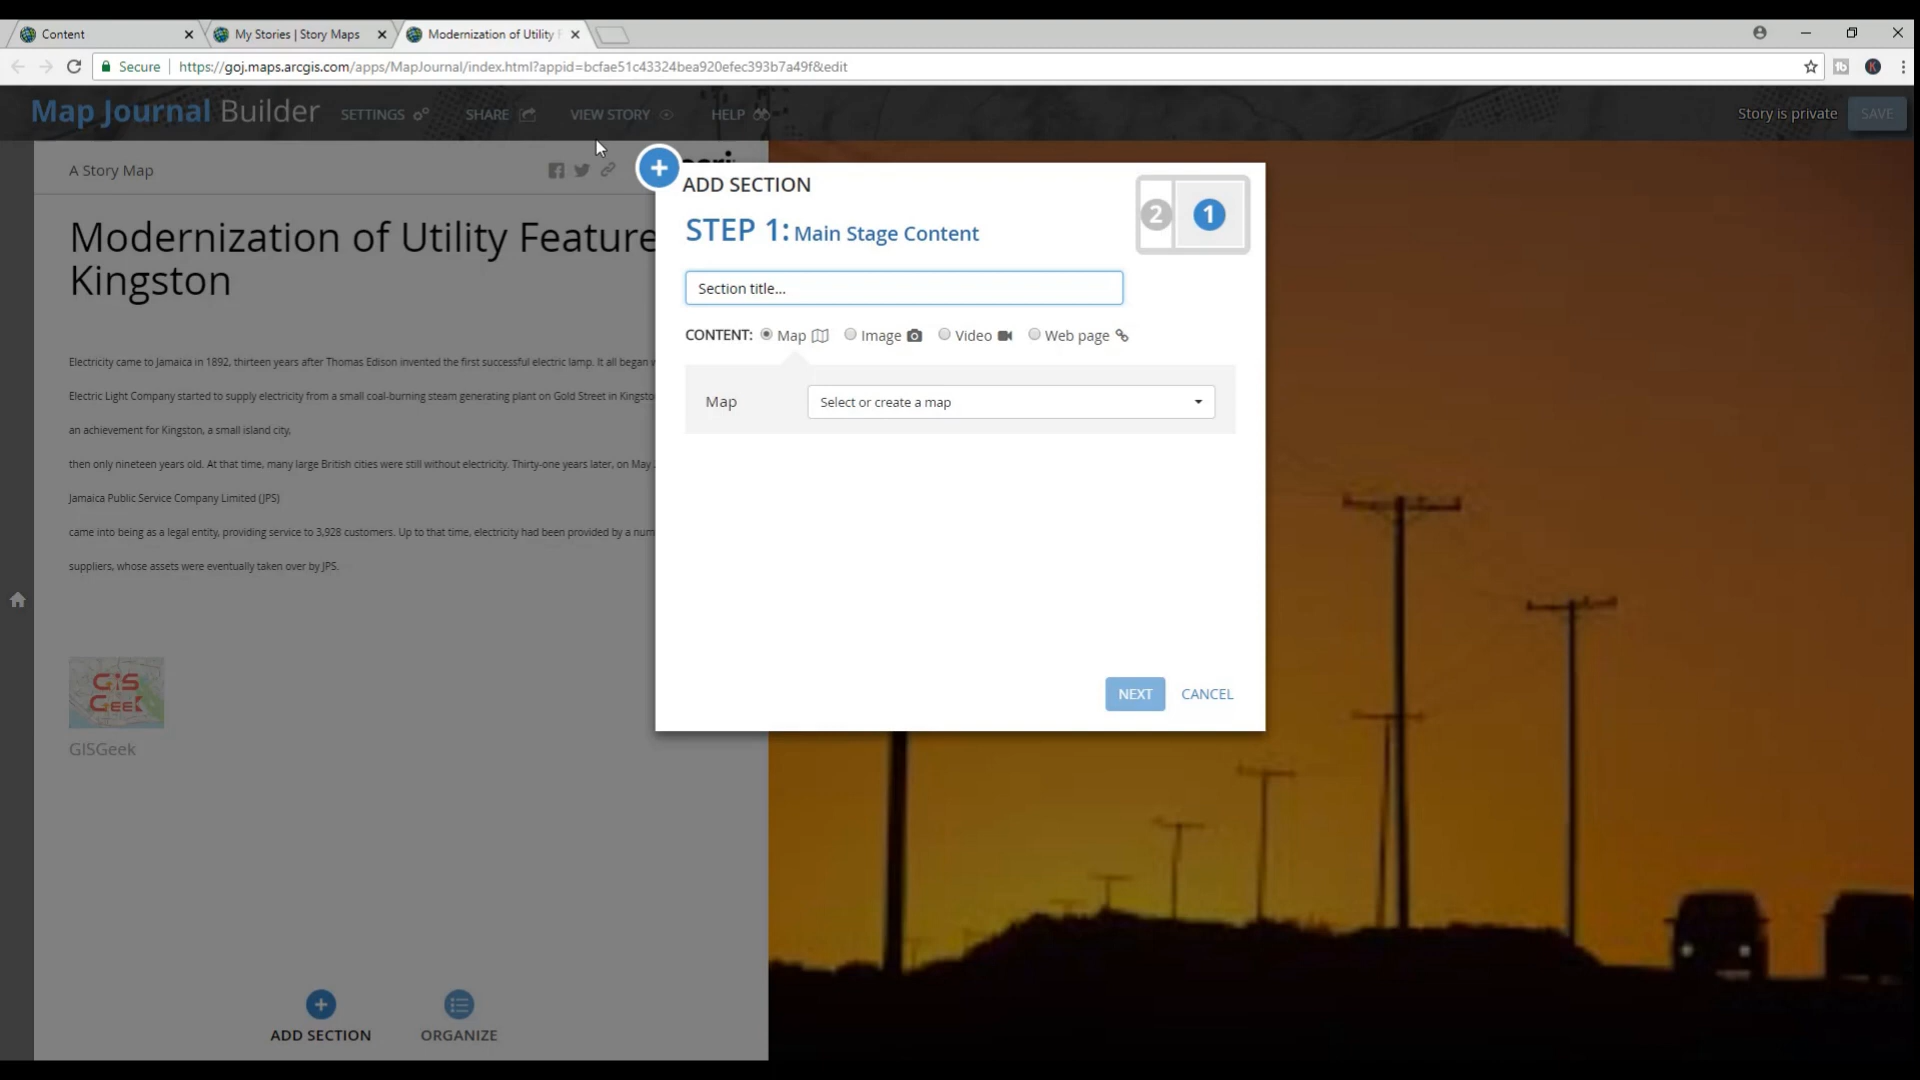 Content
My Stories | Story Maps
Modernization of Utility F
Secure
https://goj.maps.arcgis.com/apps/MapJournal/index.html?appid=bcfae51c43324bea920efec393b7a49f&edit
Map Journal Builder
SETTINGS
SHARE
VIEW STORY
HELP
Story is private
SAVE
A Story Map
Modernization of Utility Feature
Kingston
Electricity came to Jamaica in 1892, thirteen years after Thomas Edison invented the first successful electric lamp. It all began
Electric Light Company started to supply electricity from a small coal-burning steam generating plant on Gold Street in Kingsto
an achievement for Kingston, a small island city,
then only nineteen years old. At that time, many large British cities were still without electricity. Thirty-one years later, on May
Jamaica Public Service Company Limited (JPS)
came into being as a legal entity, providing service to 3,928 customers. Up to that time, electricity had been provided by a num
suppliers, whose assets were eventually taken over by JPS.
GIS
GEEK
GISGeek
ADD SECTION
ORGANIZE
ADD SECTION
STEP 1: Main Stage Content
2
1
Section title...
CONTENT: Map Image Video Web page
Map
Select or create a map
NEXT
CANCEL